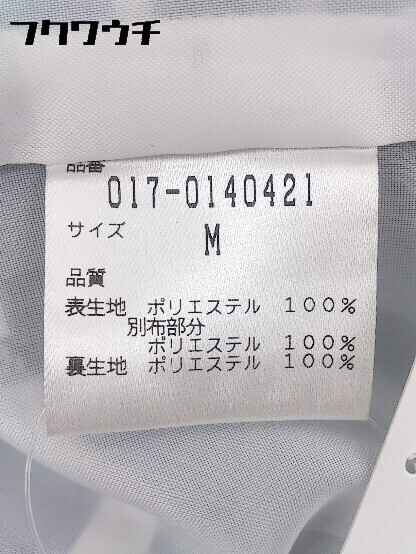 フクワウチ
品番
017-0140421
サイズ
M
品質
表生地 ポリエステル 100%
別布部分
ポリエステル 100%
裏生地 ポリエステル 100%